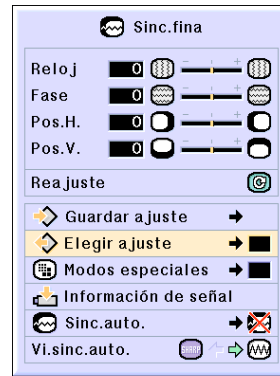 Sinc.fina
Reloj 0 - +
Fase 0 - +
Pos.H. 0 - +
Pos.V. 0 - +
Reajuste
Guardar ajuste
Elegir ajuste
Modos especiales
Información de señal
Sinc.auto.
Vi.sinc.auto. SHARP